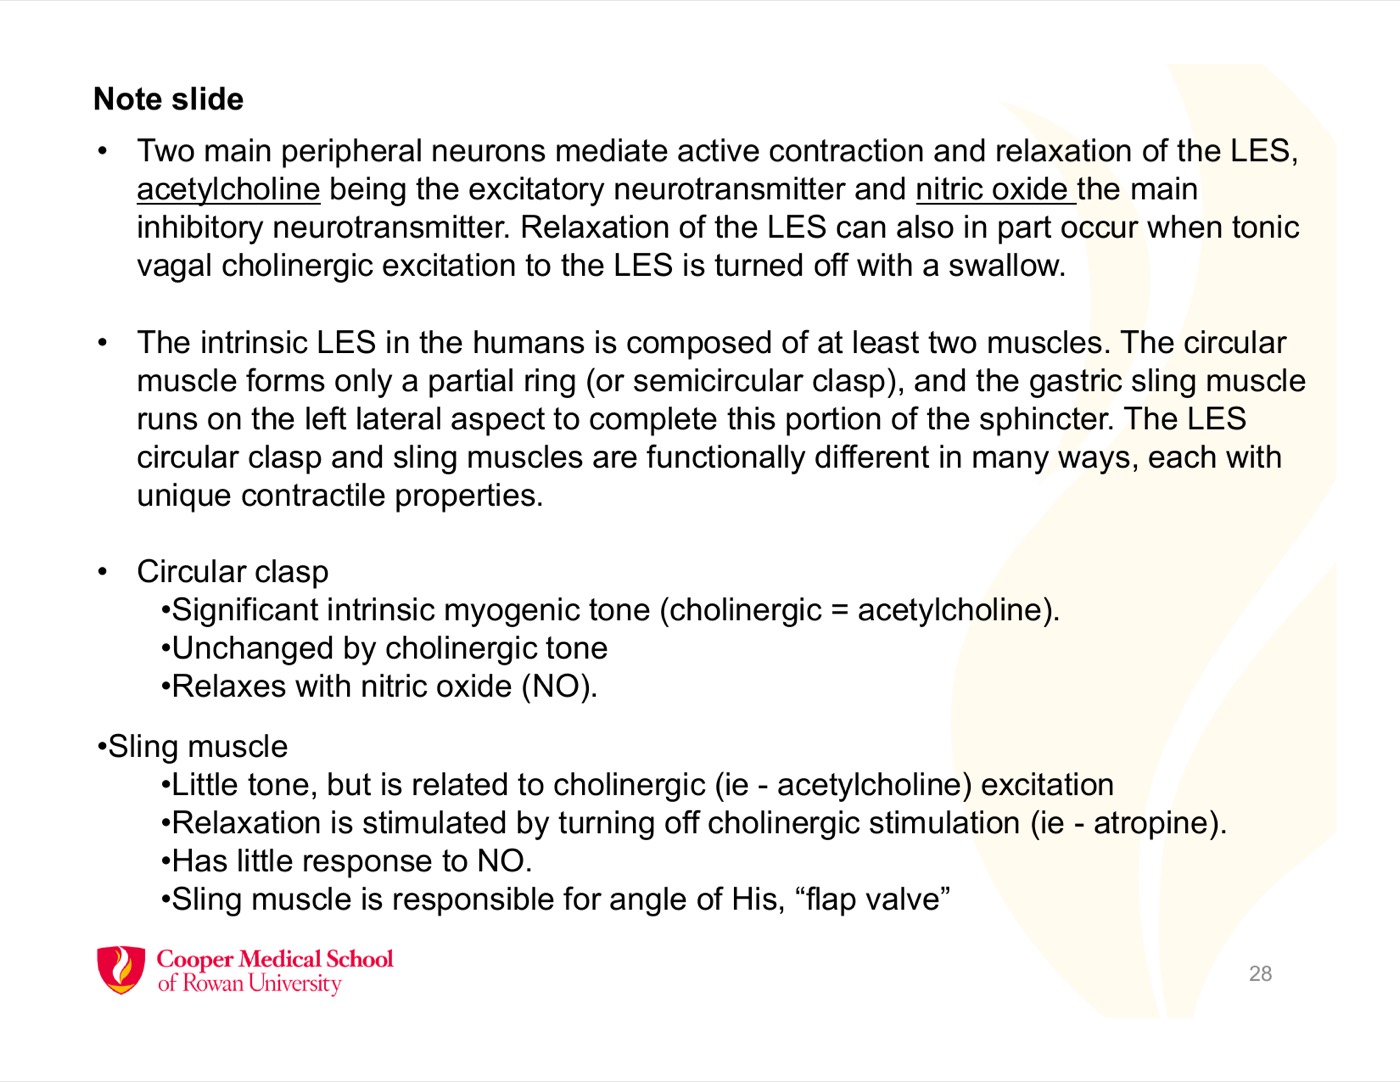 Note slide
• Two main peripheral neurons mediate active contraction and relaxation of the LES,
acetylcholine being the excitatory neurotransmitter and nitric oxide the main
inhibitory neurotransmitter. Relaxation of the LES can also in part occur when tonic
vagal cholinergic excitation to the LES is turned off with a swallow.
• The intrinsic LES in the humans is composed of at least two muscles. The circular
muscle forms only a partial ring (or semicircular clasp), and the gastric sling muscle
runs on the left lateral aspect to complete this portion of the sphincter. The LES
circular clasp and sling muscles are functionally different in many ways, each with
unique contractile properties.
• Circular clasp
•Significant intrinsic myogenic tone (cholinergic = acetylcholine).
•Unchanged by cholinergic tone
•Relaxes with nitric oxide (NO).
•Sling muscle
•Little tone, but is related to cholinergic (ie - acetylcholine) excitation
•Relaxation is stimulated by turning off cholinergic stimulation (ie - atropine).
•Has little response to NO.
•Sling muscle is responsible for angle of His, “flap valve”
Cooper Medical School
of Rowan University
28